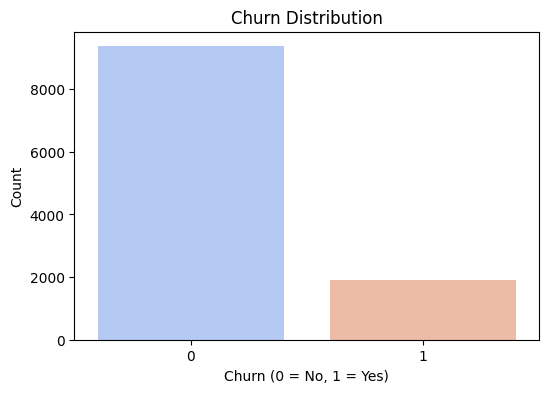 Churn Distribution
8000
6000
4000
2000
0
Count
0 1
Churn (0 = No, 1 = Yes)